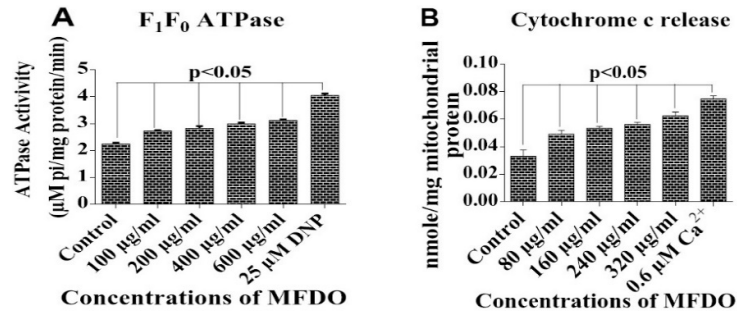 A
F1F0 ATPase
p<0.05
ATPase Activity
(µM pi/mg protein/min)
5
4
3
2
1
0
Control
100 µg/ml
200 µg/ml
400 µg/ml
600 µg/ml
25 µM DNP
Concentrations of MFDO
B
Cytochrome c release
p<0.05
nmole/mg mitochondrial
protein
0.10
0.08
0.06
0.04
0.02
0.00
Control
80 µg/ml
160 µg/ml
240 µg/ml
320 µg/ml
0.6 µM Ca2+
Concentrations of MFDO